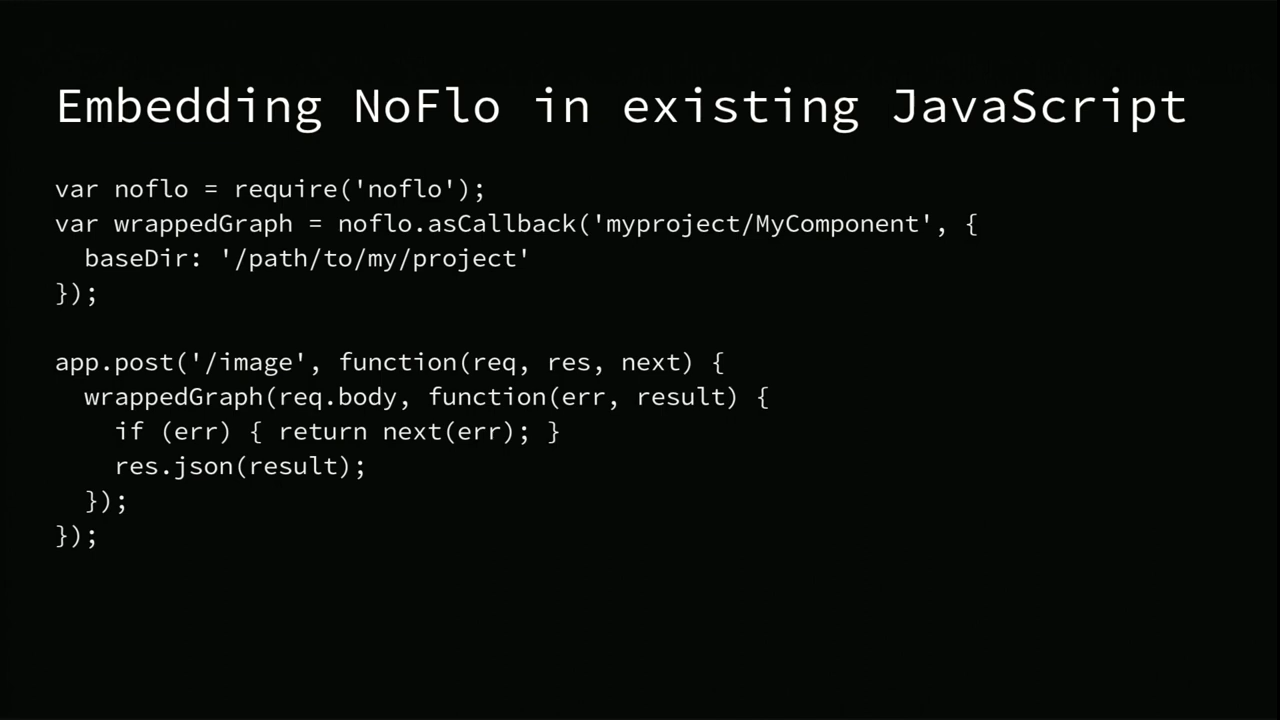 Embedding NoFlo in existing JavaScript
var noflo = require('noflo');
var wrappedGraph = noflo.asCallback('myproject/MyComponent', {
  baseDir: '/path/to/my/project'
});

app.post('/image', function(req, res, next) {
  wrappedGraph(req.body, function(err, result) {
    if (err) { return next(err); }
    res.json(result);
  });
});